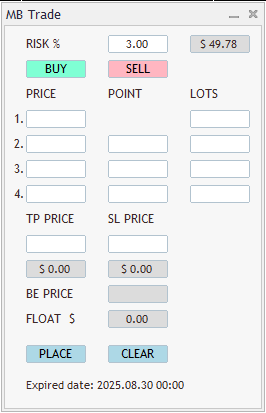 MB Trade
RISK % 3.00 $ 49.78
BUY SELL
PRICE POINT LOTS
1.
2.
3.
4.
TP PRICE SL PRICE
$ 0.00 $ 0.00
BE PRICE
FLOAT $ 0.00
PLACE CLEAR
Expired date: 2025.08.30 00:00